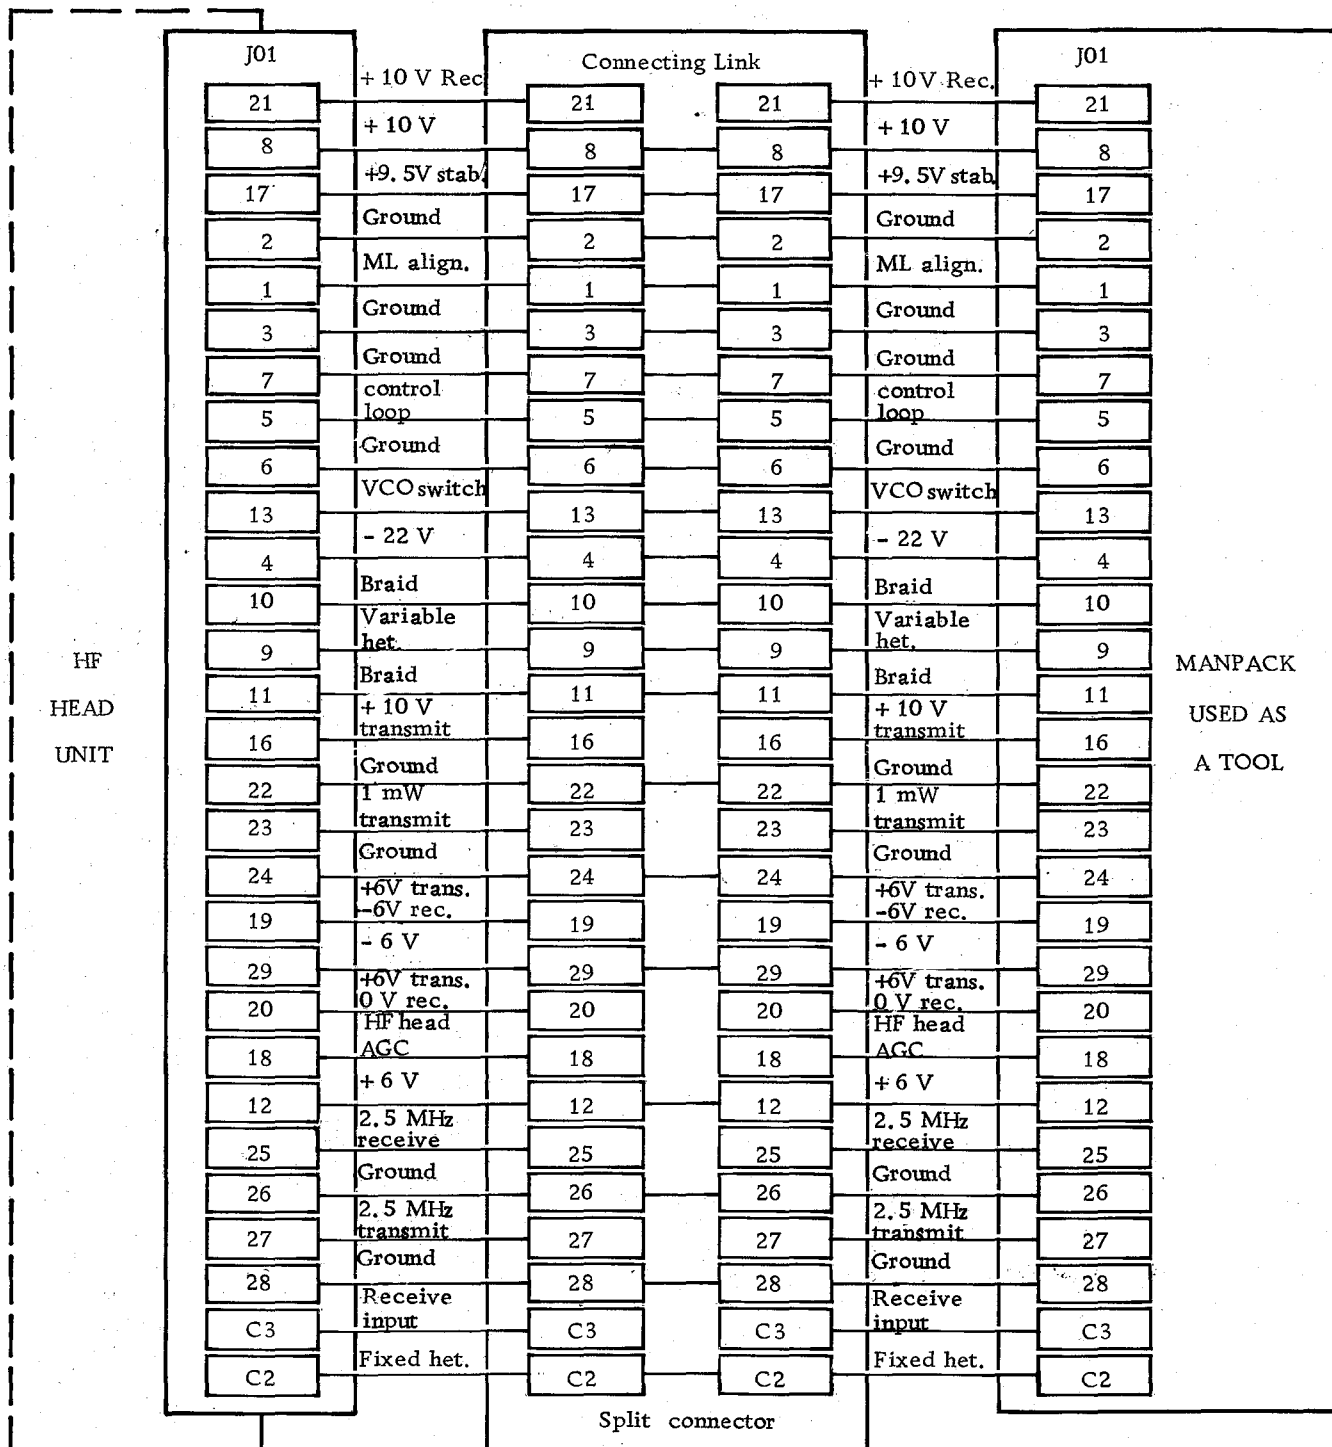 J01
Connecting Link
J01
+ 10 V Rec
+ 10V Rec.
21 21 21 21
+ 10 V
+ 10 V
8 8 8 8
+9.5V stab.
+9.5V stab
17 17 17 17
Ground
Ground
2 2 2 2
ML align.
ML align.
1 1 1 1
Ground
Ground
3 3 3 3
Ground
Ground
7 7 7 7
control
control
loop
loop
5 5 5 5
Ground
Ground
6 6 6 6
VCO switch
VCO switch
13 13 13 13
- 22 V
- 22 V
4 4 4 4
Braid
Braid
10 10 10 10
Variable
Variable
het.
het.
9 9 9 9
Braid
Braid
11 11 11 11
+ 10 V
+ 10 V
transmit
transmit
16 16 16 16
Ground
Ground
22 22 22 22
1 mW
1 mW
transmit
transmit
23 23 23 23
Ground
Ground
24 24 24 24
+6V trans.
+6V trans.
-6V rec.
-6V rec.
19 19 19 19
- 6 V
- 6 V
29 29 29 29
+6V trans.
+6V trans.
0 V rec.
0 V rec.
20 20 20 20
HF head
HF head
AGC
AGC
18 18 18 18
+ 6 V
+ 6 V
12 12 12 12
2.5 MHz
2.5 MHz
receive
receive
25 25 25 25
Ground
Ground
26 26 26 26
2.5 MHz
2.5 MHz
transmit
transmit
27 27 27 27
Ground
Ground
28 28 28 28
Receive
Receive
input
input
C3 C3 C3 C3
Fixed het.
Fixed het.
C2 C2 C2 C2
Split connector
HF
HEAD
UNIT
MANPACK
USED AS
A TOOL